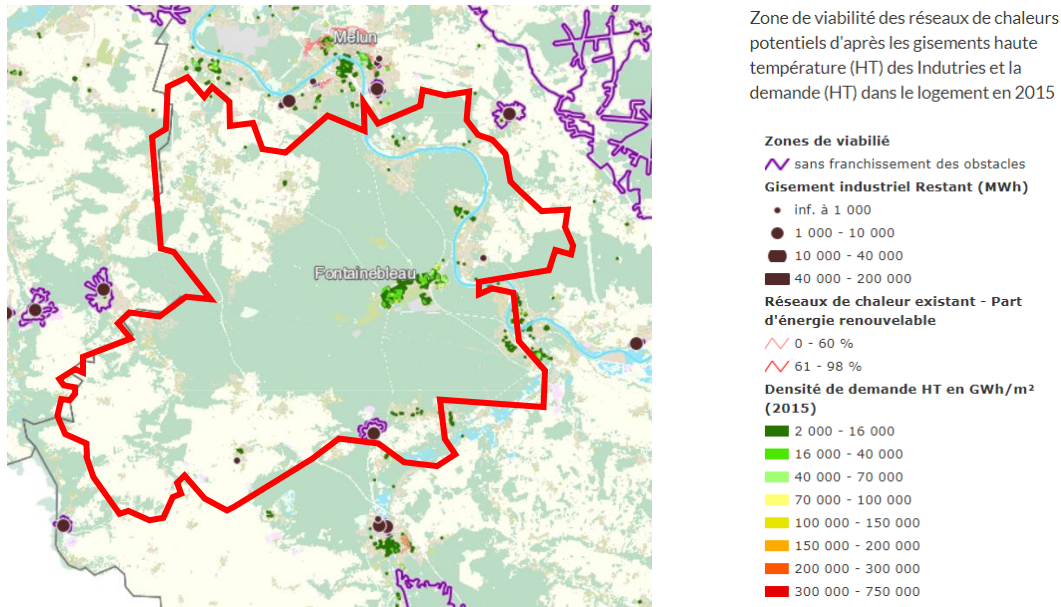 Zone de viabilité des réseaux de chaleurs
potentiels d'après les gisements haute
température (HT) des Indutries et la
demande (HT) dans le logement en 2015
Melun
Fontainebleau
Zones de viabilié
sans franchissement des obstacles
Gisement industriel Restant (MWh)
inf. à 1 000
1 000 - 10 000
10 000 - 40 000
40 000 - 200 000
Réseaux de chaleur existant - Part
d'énergie renouvelable
0 - 60 %
61 - 98 %
Densité de demande HT en GWh/m²
(2015)
2 000 - 16 000
16 000 - 40 000
40 000 - 70 000
70 000 - 100 000
100 000 - 150 000
150 000 - 200 000
200 000 - 300 000
300 000 - 750 000